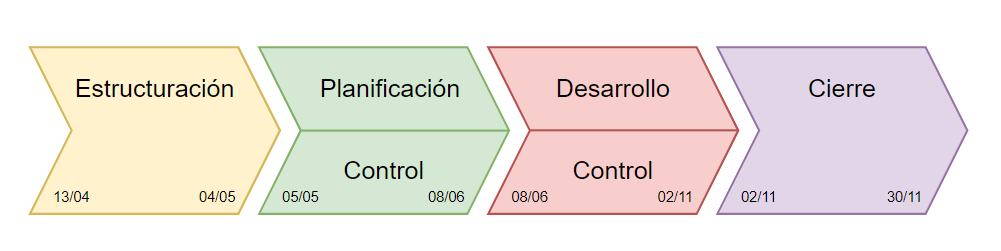 Estructuración
13/04 04/05
Planificación
Control
05/05 08/06
Desarrollo
Control
08/06 02/11
Cierre
02/11 30/11